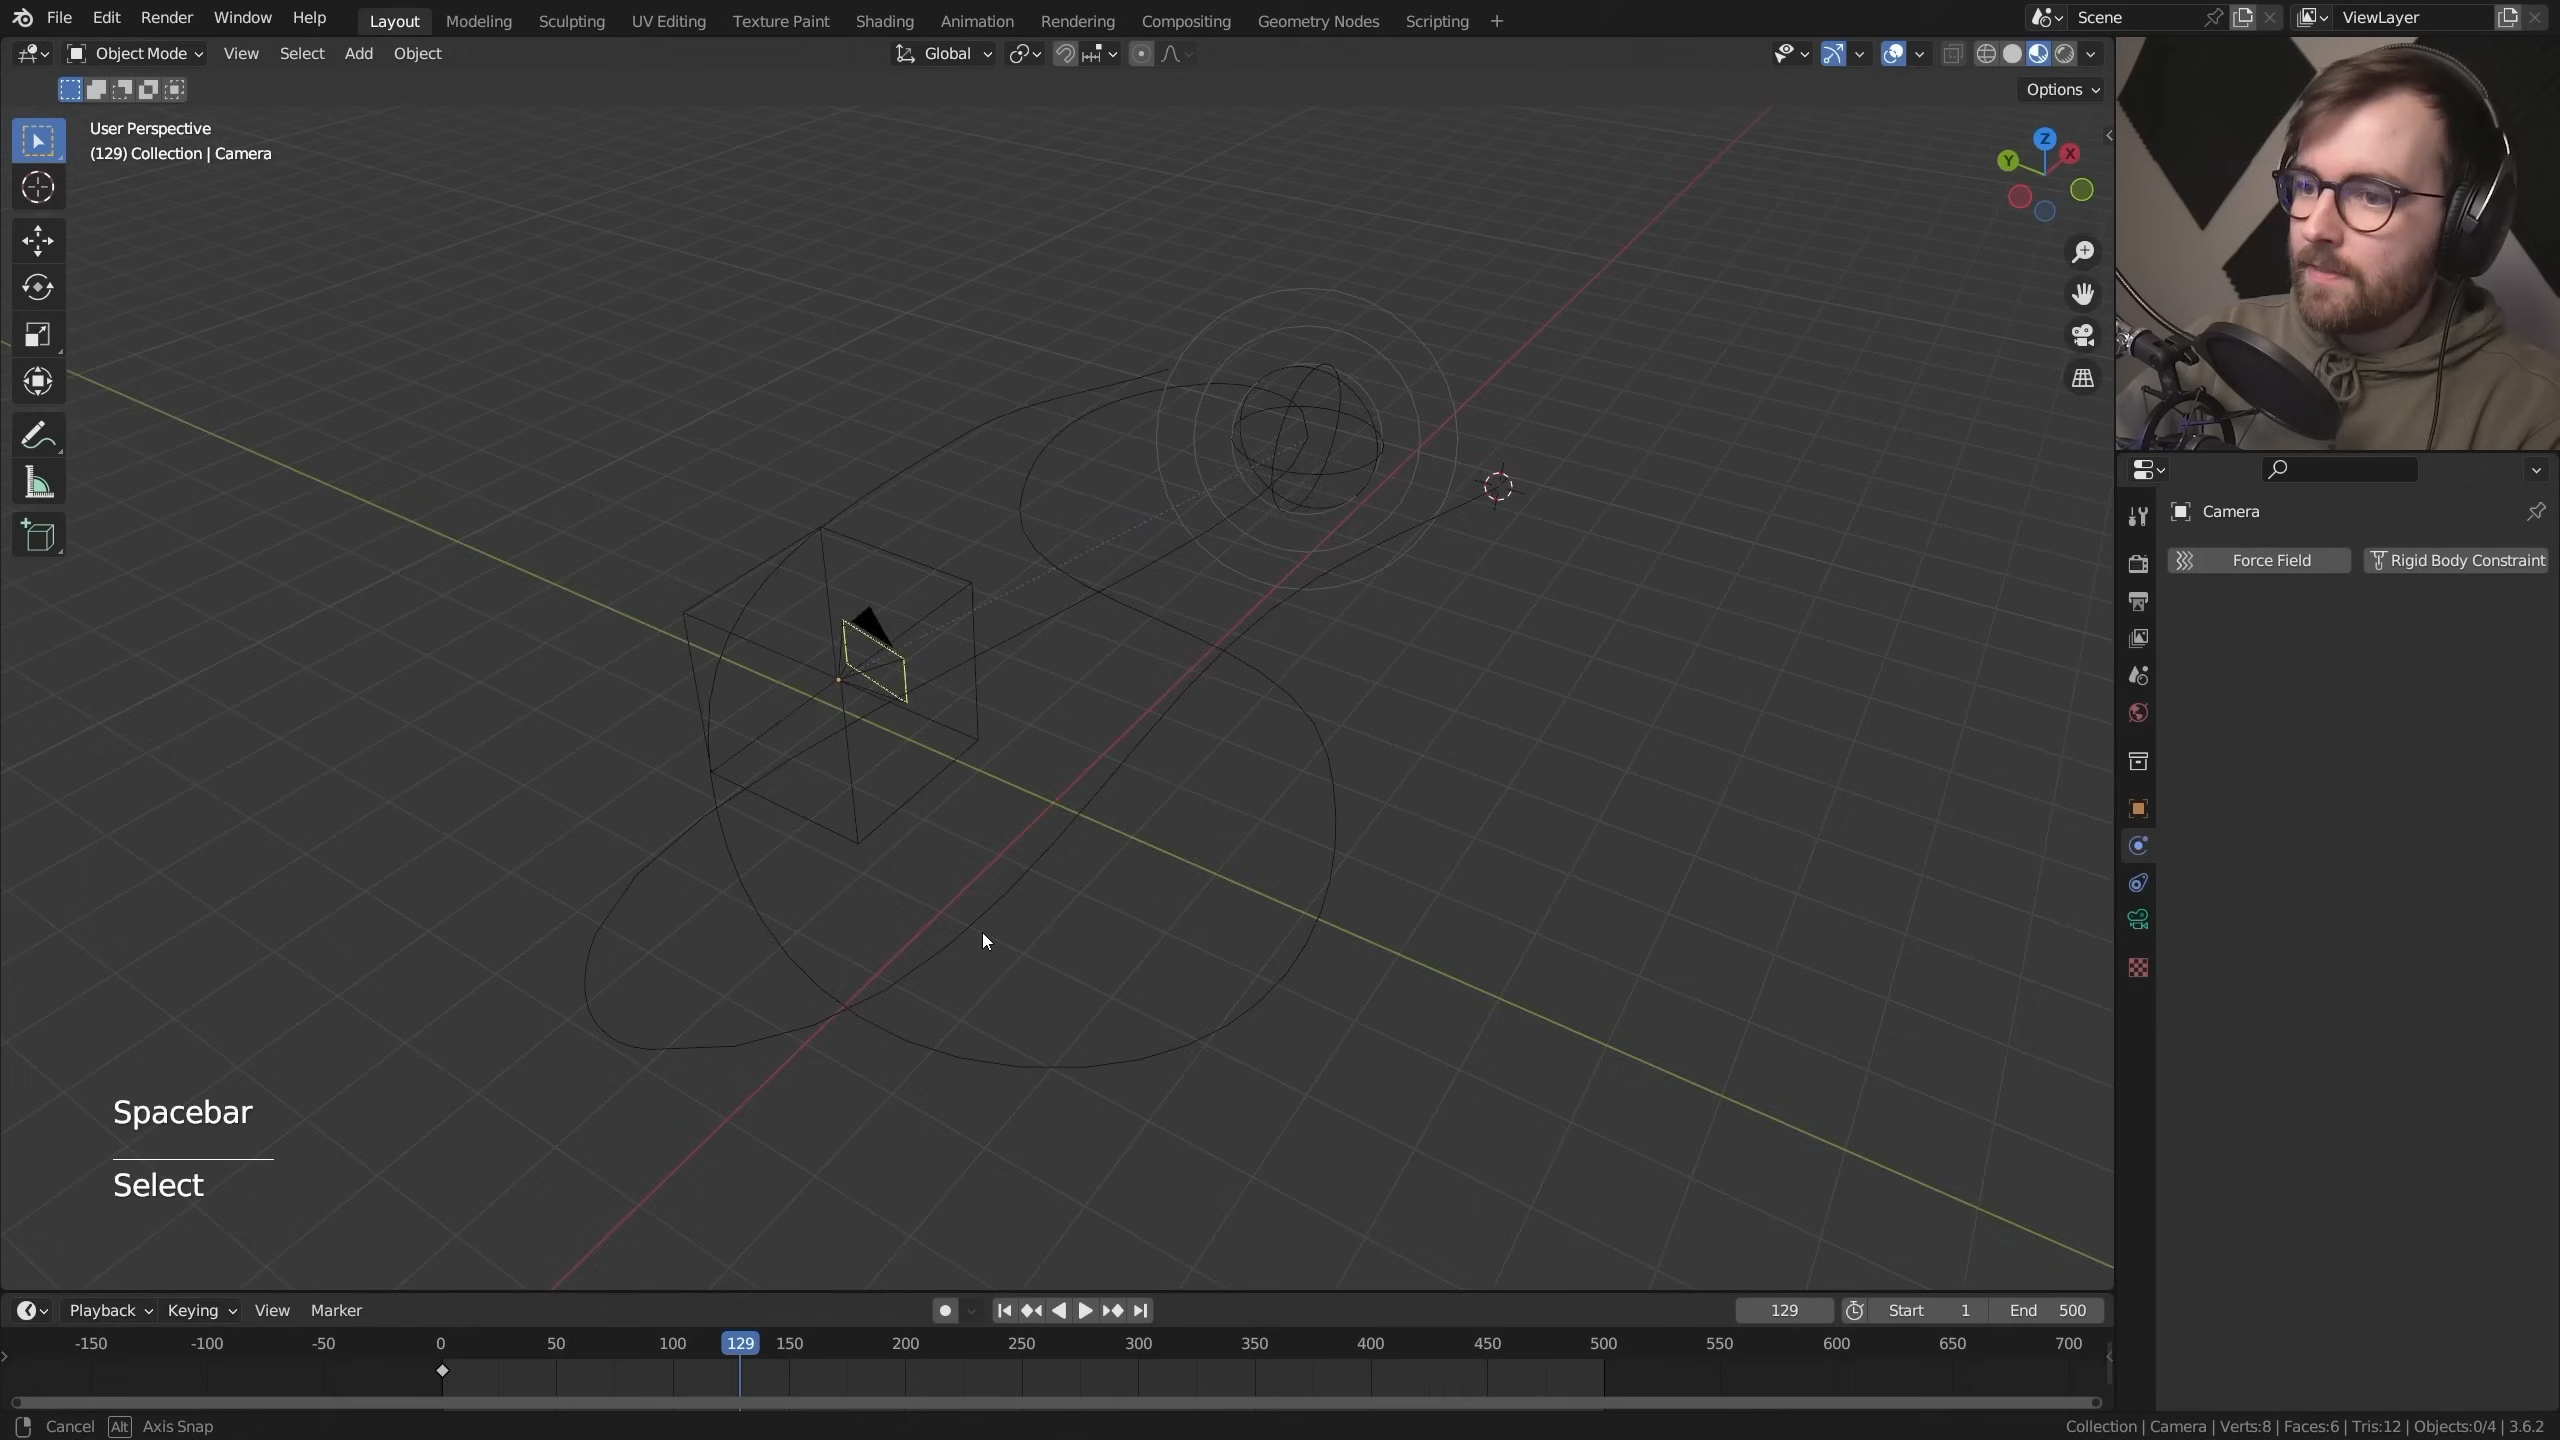 File Edit Render Window Help Layout Modeling Sculpting UV Editing Texture Paint Shading Animation Rendering Compositing Geometry Nodes Scripting + Scene ViewLayer
Object Mode View Select Add Object Global
Options
User Perspective
(129) Collection | Camera
Z
X
Y
Camera
Force Field Rigid Body Constraint
Spacebar
Select
Playback Keying View Marker 129 Start 1 End 500
-150 -100 -50 0 50 100 129 150 200 250 300 350 400 450 500 550 600 650 700
Cancel Alt Axis Snap Collection | Camera | Verts:8 | Faces:6 | Tris:12 | Objects:0/4 | 3.6.2